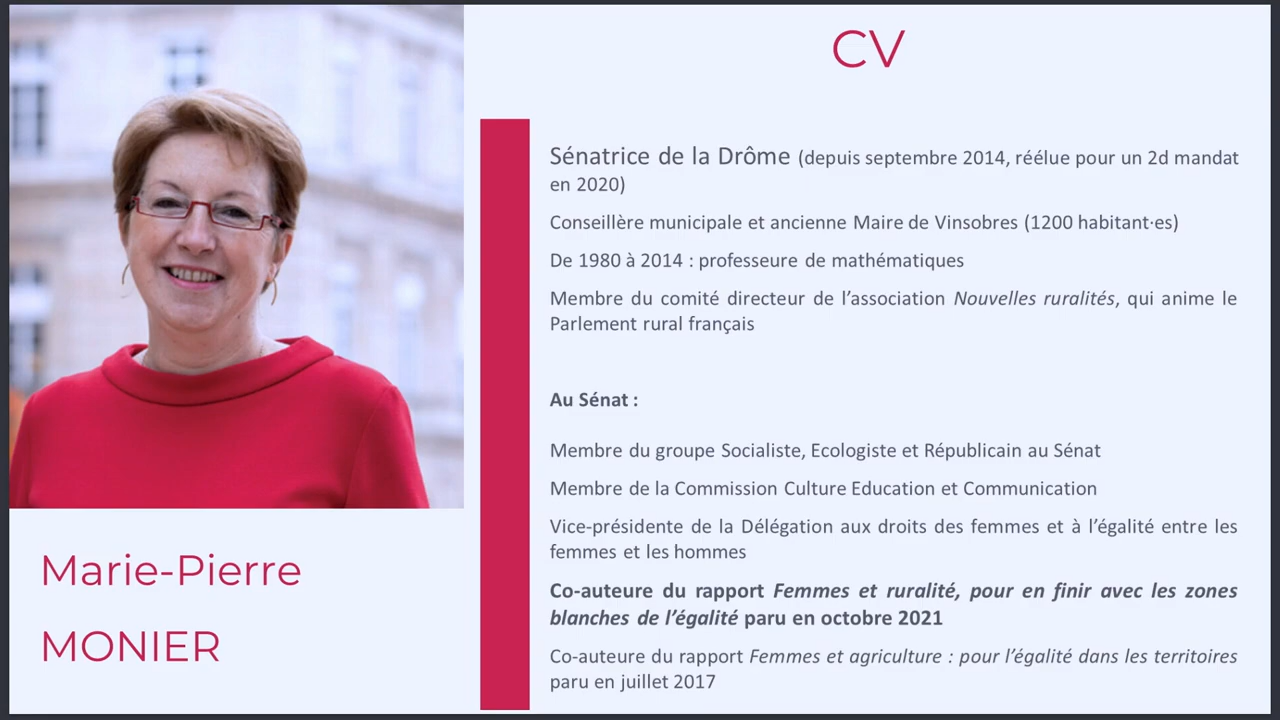 CV
Sénatrice de la Drôme (depuis septembre 2014, réélue pour un 2d mandat
en 2020)
Conseillère municipale et ancienne Maire de Vinsobres (1200 habitant·es)
De 1980 à 2014 : professeure de mathématiques
Membre du comité directeur de l’association Nouvelles ruralités, qui anime le
Parlement rural français
Au Sénat :
Membre du groupe Socialiste, Ecologiste et Républicain au Sénat
Membre de la Commission Culture Education et Communication
Vice-présidente de la Délégation aux droits des femmes et à l’égalité entre les
femmes et les hommes
Co-auteure du rapport Femmes et ruralité, pour en finir avec les zones
blanches de l’égalité paru en octobre 2021
Co-auteure du rapport Femmes et agriculture : pour l’égalité dans les territoires
paru en juillet 2017
Marie-Pierre
MONIER